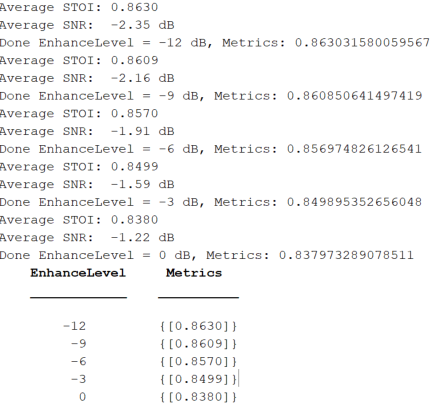 Average STOI: 0.8630
Average SNR:  -2.35 dB
Done EnhanceLevel = -12 dB, Metrics: 0.863031580059567
Average STOI: 0.8609
Average SNR:  -2.16 dB
Done EnhanceLevel = -9 dB, Metrics: 0.860850641497419
Average STOI: 0.8570
Average SNR:  -1.91 dB
Done EnhanceLevel = -6 dB, Metrics: 0.856974826126541
Average STOI: 0.8499
Average SNR:  -1.59 dB
Done EnhanceLevel = -3 dB, Metrics: 0.849895352656048
Average STOI: 0.8380
Average SNR:  -1.22 dB
Done EnhanceLevel = 0 dB, Metrics: 0.837973289078511
EnhanceLevel Metrics
-12 {[0.8630]}
-9 {[0.8609]}
-6 {[0.8570]}
-3 {[0.8499]}
0 {[0.8380]}